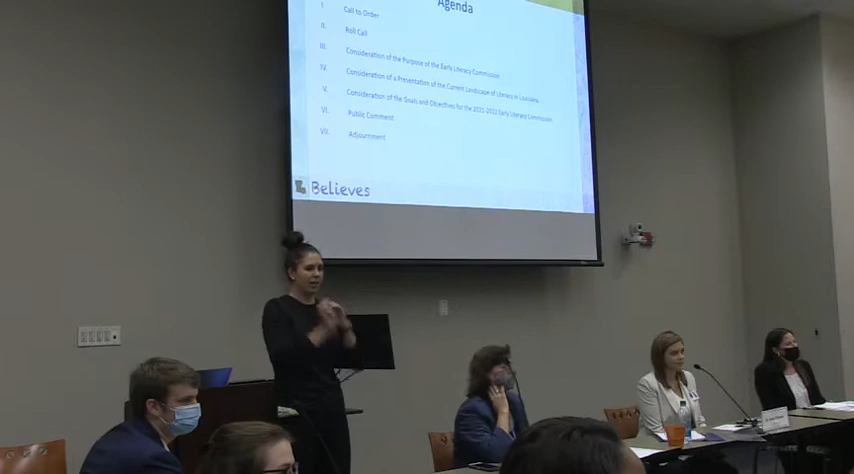 Agenda
I. Call to Order
II. Roll Call
III. Consideration of the Purpose of the Early Literacy Commission
IV. Consideration of a Presentation of the Current Landscape of Literacy in Louisiana
V. Consideration of the Goals and Objectives for the 2021-2022 Early Literacy Commission
VI. Public Comment
VII. Adjournment
Believes